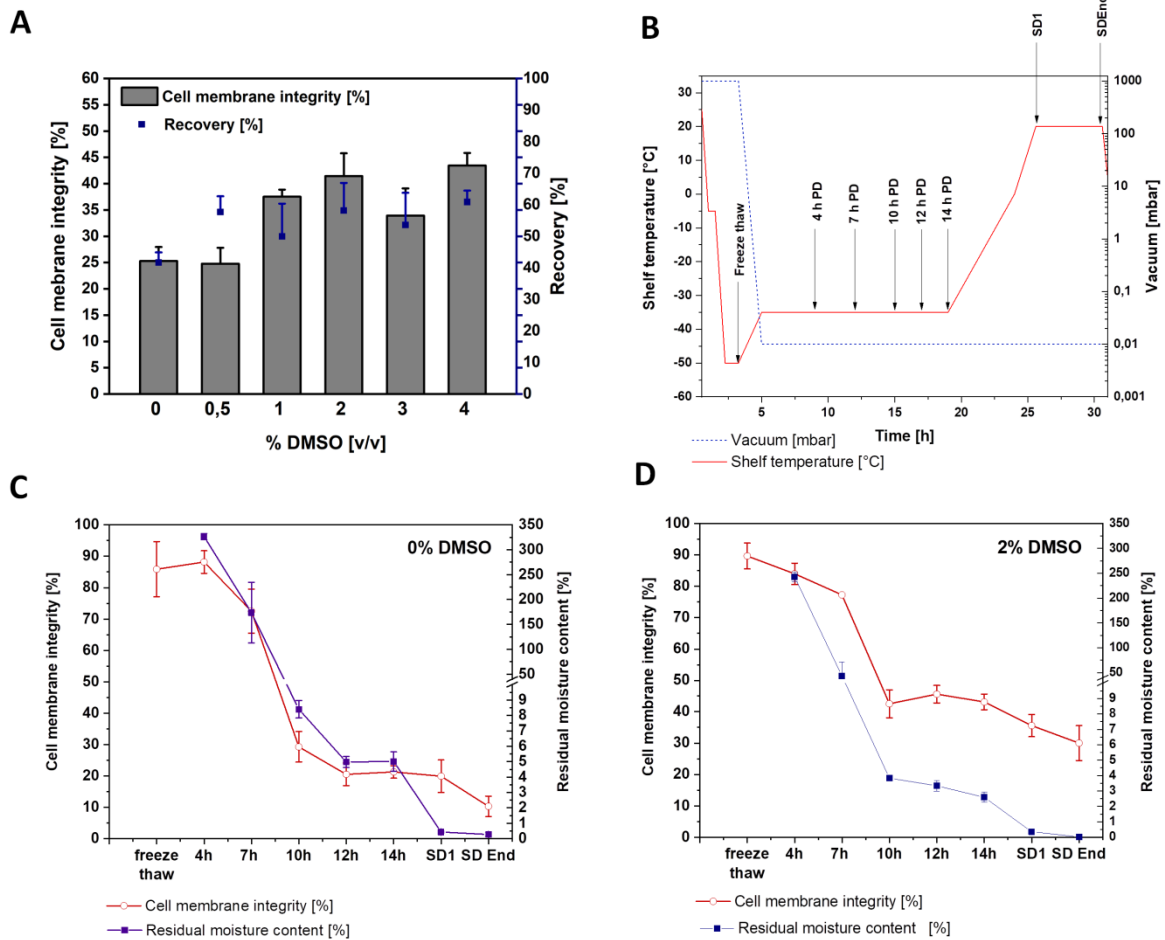 A
Cell mebrane integrity [%]
60
55
50
45
40
35
30
25
20
15
10
5
0
Cell membrane integrity [%]
Recovery [%]
100
90
80
70
60
50
40
30
20
10
0
Recovery [%]
0 0,5 1 2 3 4
% DMSO [v/v]
B
SD1
SDEnd
Shelf temperature [°C]
30
20
10
0
-10
-20
-30
-40
-50
-60
Freeze thaw
4 h PD
7 h PD
10 h PD
12 h PD
14 h PD
1000
100
10
1
0,1
0,01
0,001
Vacuum [mbar]
5 10 15 20 25 30
Time [h]
Vacuum [mbar]
Shelf temperature [°C]
C
0% DMSO
Cell membrane integrity [%]
100
90
80
70
60
50
40
30
20
10
0
350
300
250
200
150
100
50
9
8
7
6
5
4
3
2
1
0
Residual moisture content [%]
freeze 4h 7h 10h 12h 14h SD1 SD End
thaw
Cell membrane integrity [%]
Residual moisture content [%]
D
2% DMSO
Cell membrane integrity [%]
100
90
80
70
60
50
40
30
20
10
0
350
300
250
200
150
100
50
9
8
7
6
5
4
3
2
1
0
Residual moisture content [%]
freeze 4h 7h 10h 12h 14h SD1 SD End
thaw
Cell membrane integrity [%]
Residual moisture content [%]